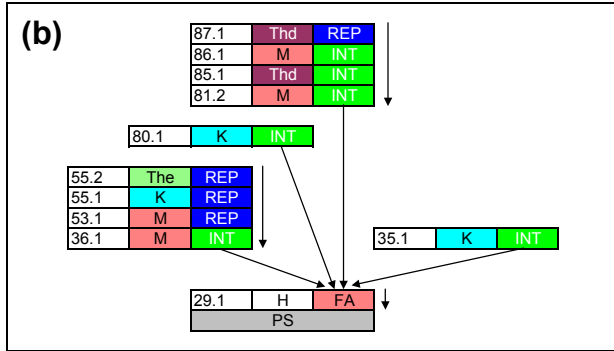 (b)
87.1 Thd REP
86.1 M INT
85.1 Thd INT
81.2 M INT
80.1 K INT
55.2 The REP
55.1 K REP
53.1 M REP
36.1 M INT
35.1 K INT
29.1 H FA
PS